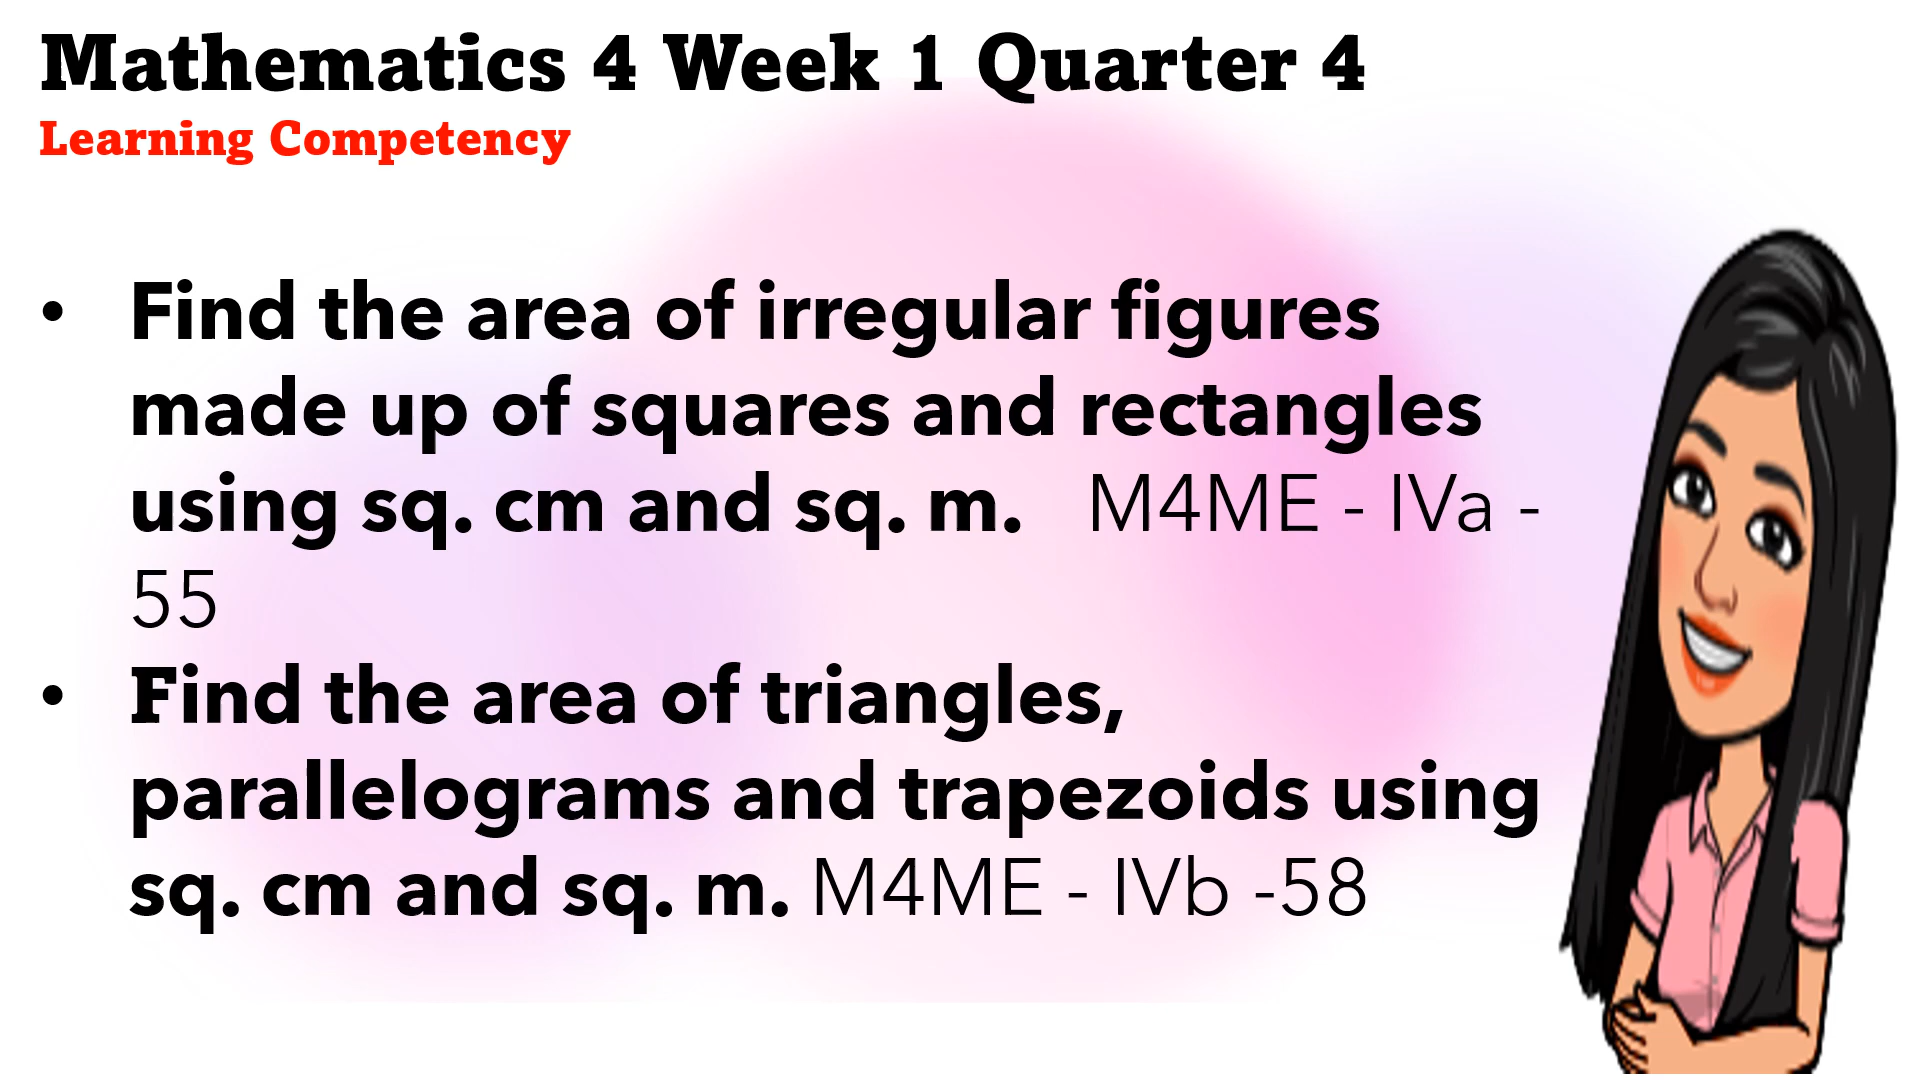 Mathematics 4 Week 1 Quarter 4
Learning Competency
• Find the area of irregular figures
made up of squares and rectangles
using sq. cm and sq. m. M4ME - IVa -
55
• Find the area of triangles,
parallelograms and trapezoids using
sq. cm and sq. m. M4ME - IVb -58